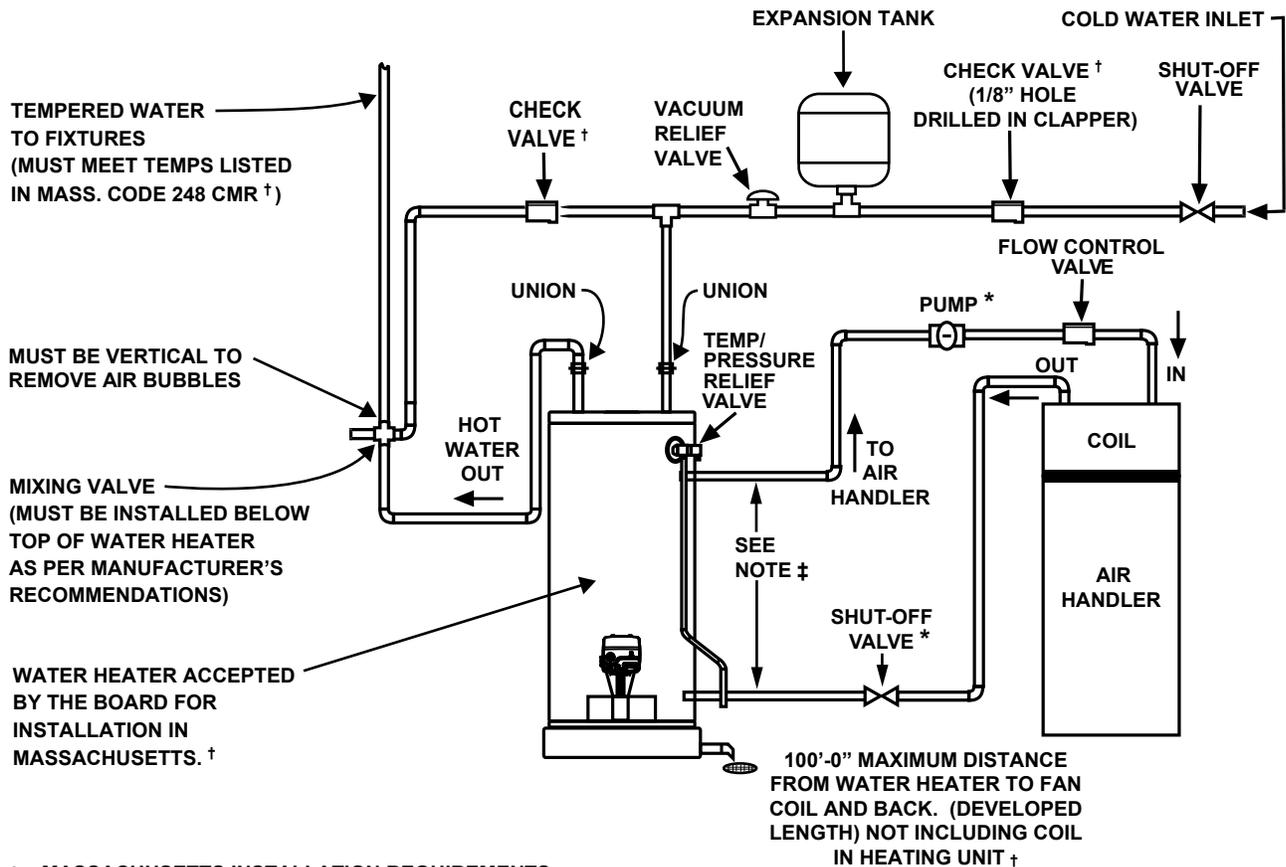 EXPANSION TANK
COLD WATER INLET
TEMPERED WATER
TO FIXTURES
(MUST MEET TEMPS LISTED
IN MASS. CODE 248 CMR †)
CHECK
VALVE †
VACUUM
RELIEF
VALVE
CHECK VALVE †
(1/8” HOLE
DRILLED IN CLAPPER)
SHUT-OFF
VALVE
FLOW CONTROL
VALVE
UNION
UNION
PUMP *
MUST BE VERTICAL TO
REMOVE AIR BUBBLES
TEMP/
PRESSURE
RELIEF
VALVE
OUT
IN
HOT
WATER
OUT
TO
AIR
HANDLER
COIL
MIXING VALVE
(MUST BE INSTALLED BELOW
TOP OF WATER HEATER
AS PER MANUFACTURER’S
RECOMMENDATIONS)
SEE
NOTE ‡
AIR
HANDLER
SHUT-OFF
VALVE *
WATER HEATER ACCEPTED
BY THE BOARD FOR
INSTALLATION IN
MASSACHUSETTS. †
100’-0” MAXIMUM DISTANCE
FROM WATER HEATER TO FAN
COIL AND BACK. (DEVELOPED
LENGTH) NOT INCLUDING COIL
IN HEATING UNIT †
MASSACHUSETTS INSTALLATION REQUIREMENTS